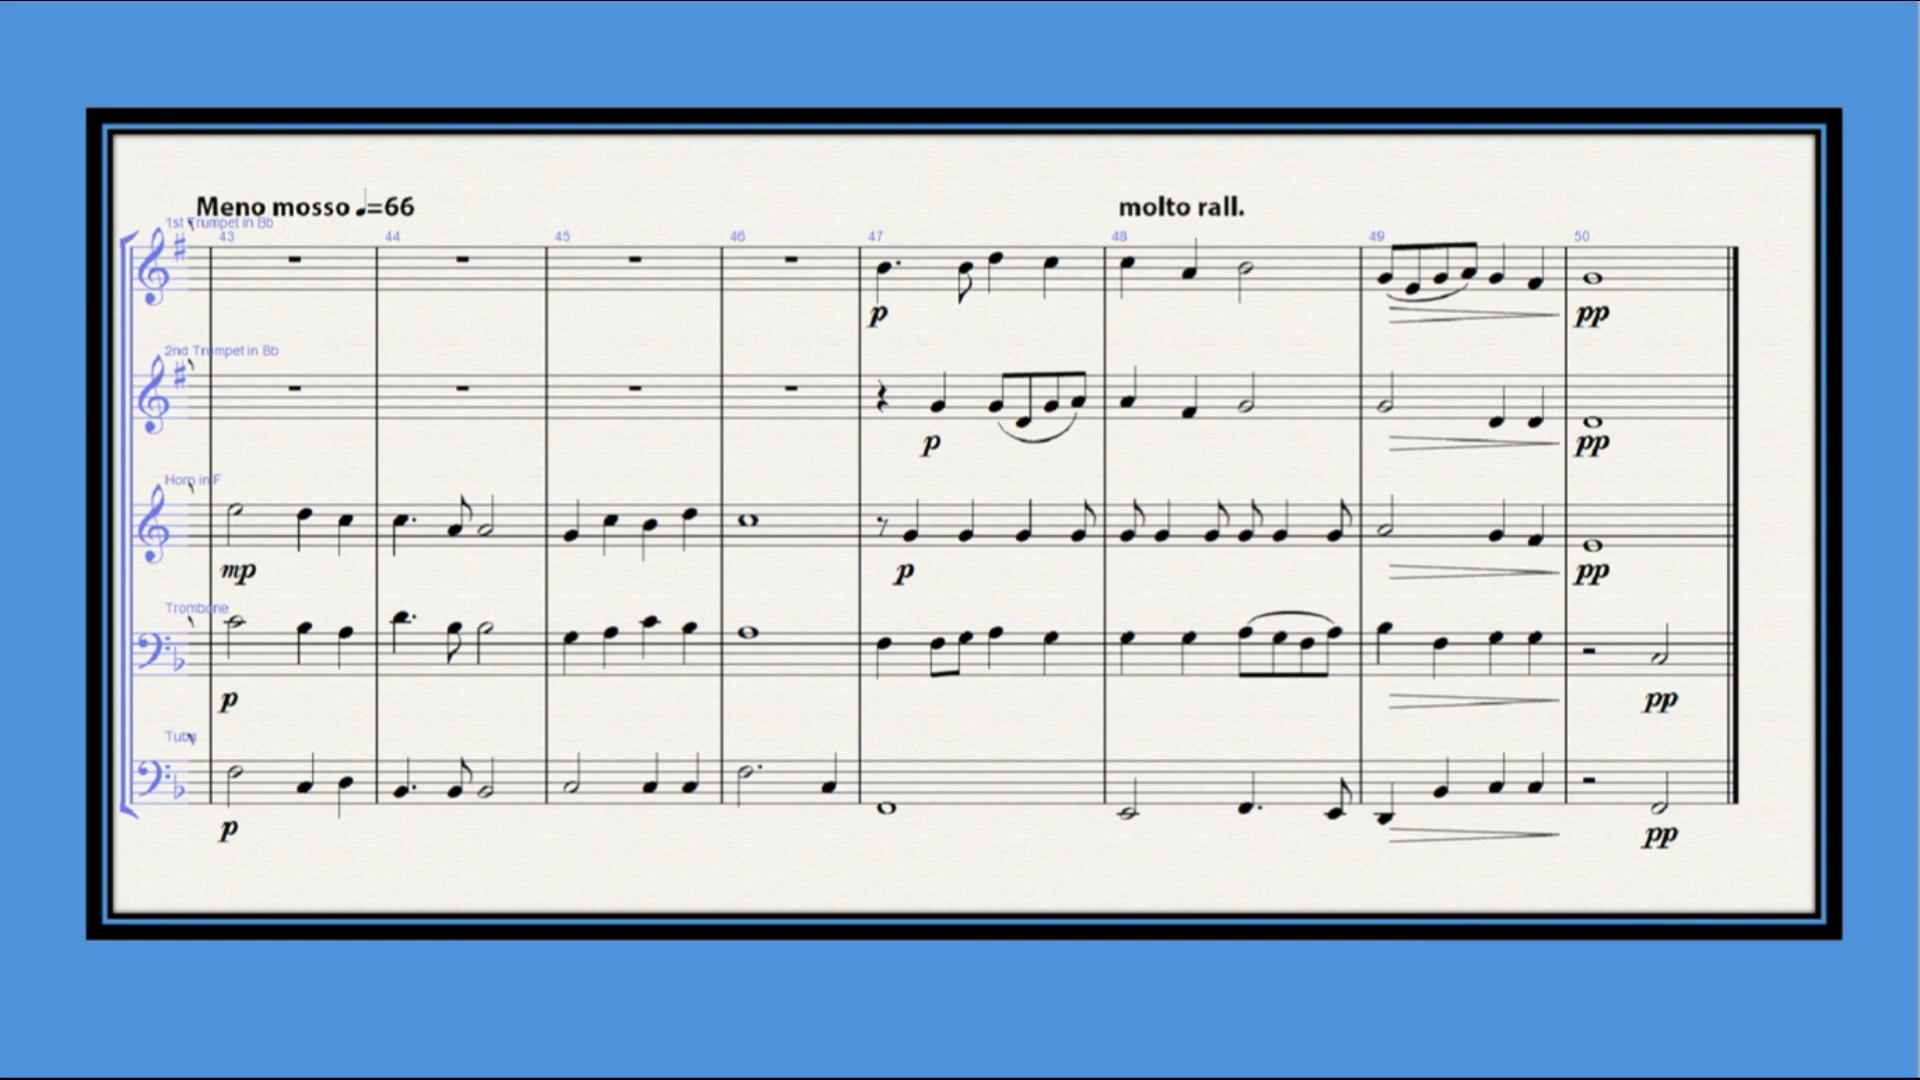 Meno mosso ♩=66
molto rall.
1st Trumpet in Bb
43 44 45 46 47 48 49 50
p
pp
2nd Trumpet in Bb
p
pp
Horn in F
mp
p
pp
Trombone
p
pp
Tuba
p
pp